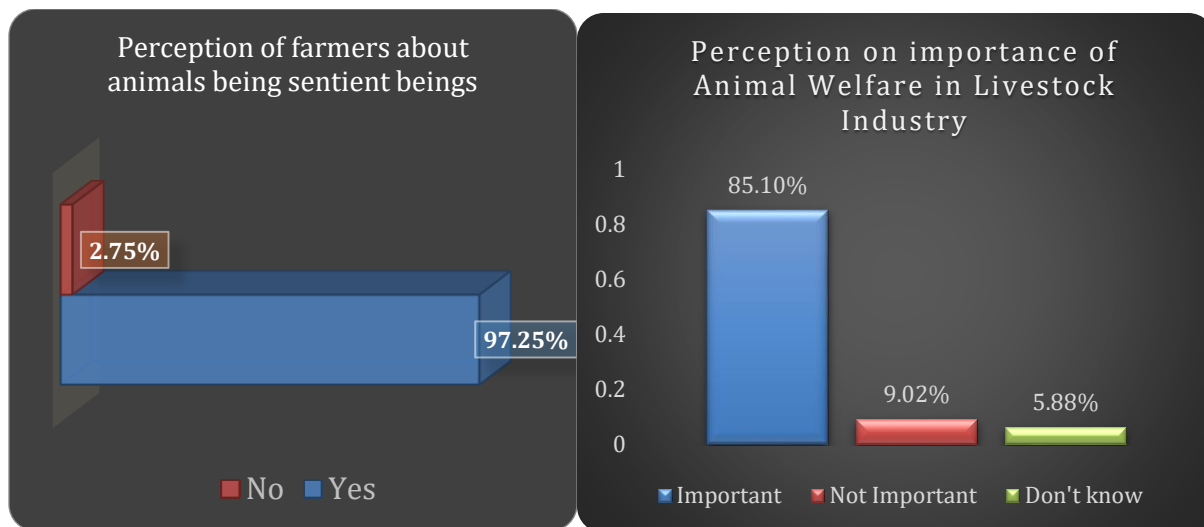 Perception of farmers about
animals being sentient beings
2.75%
97.25%
No Yes
Perception on importance of
Animal Welfare in Livestock
Industry
1
0.8
0.6
0.4
0.2
0
85.10%
9.02%
5.88%
Important Not Important Don't know